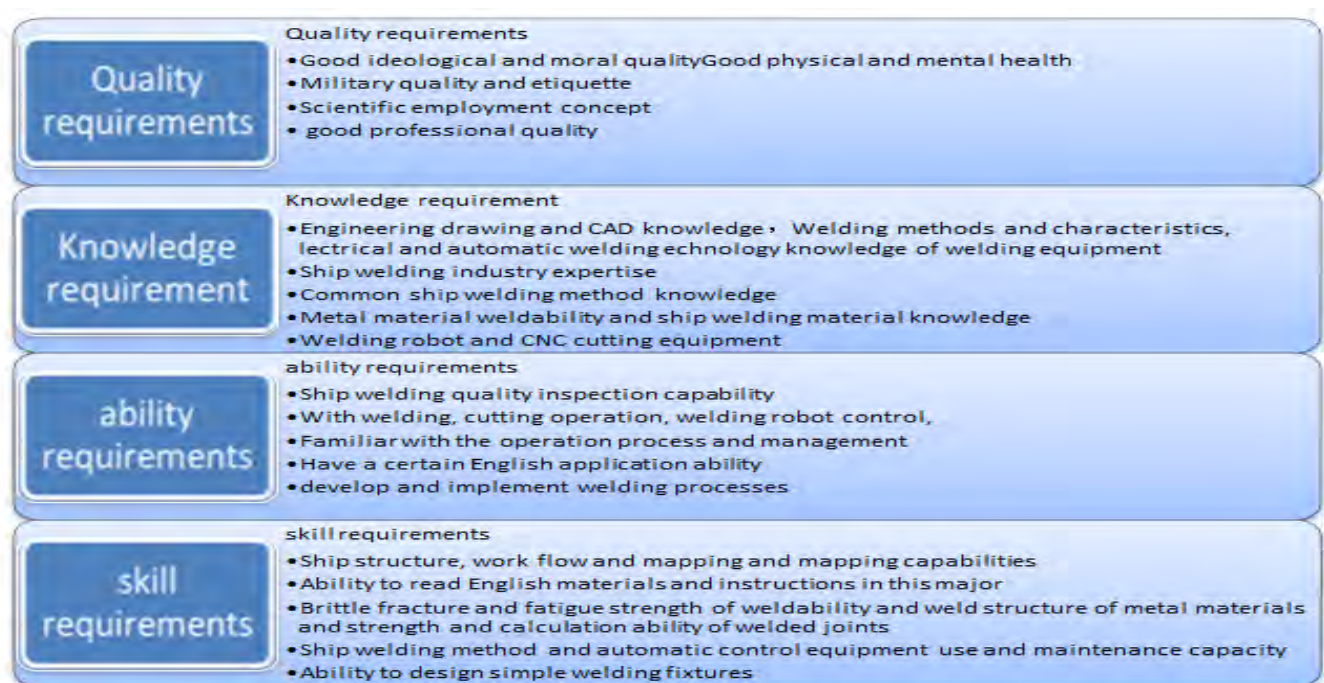 Quality
requirements
Quality requirements
•Good ideological and moral qualityGood physical and mental health
•Military quality and etiquette
•Scientific employment concept
• good professional quality
Knowledge
requirement
Knowledge requirement
•Engineering drawing and CAD knowledge， Welding methods and characteristics,
lectrical and automatic welding echnology knowledge of welding equipment
•Ship welding industry expertise
•Common ship welding method knowledge
•Metal material weldability and ship welding material knowledge
•Welding robot and CNC cutting equipment
ability
requirements
ability requirements
•Ship welding quality inspection capability
•With welding, cutting operation, welding robot control,
•Familiar with the operation process and management
•Have a certain English application ability
•develop and implement welding processes
skill
requirements
skill requirements
•Ship structure, work flow and mapping and mapping capabilities
•Ability to read English materials and instructions in this major
•Brittle fracture and fatigue strength of weldability and weld structure of metal materials
and strength and calculation ability of welded joints
•Ship welding method and automatic control equipment use and maintenance capacity
•Ability to design simple welding fixtures